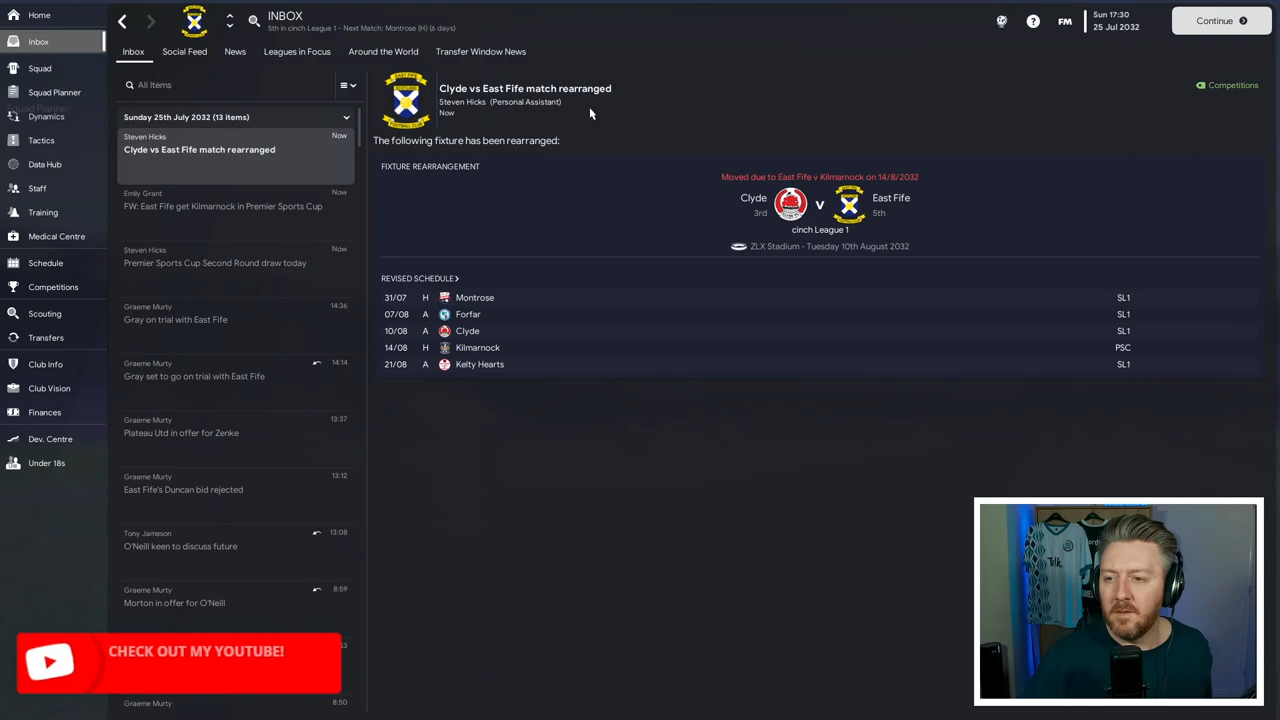 Home
Inbox
Squad
Squad Planner
Dynamics
Tactics
Data Hub
Staff
Training
Medical Centre
Schedule
Competitions
Scouting
Transfers
Club Info
Club Vision
Finances
Dev. Centre
Under 18s
INBOX
5th in cinch League 1 - Next Match: Montrose (H) (6 days)
FM
Sun 17:30
25 Jul 2032
Continue
Inbox
Social Feed
News
Leagues in Focus
Around the World
Transfer Window News
All Items
Sunday 25th July 2032 (13 items)
Steven Hicks
Now
Clyde vs East Fife match rearranged
Emily Grant
Now
FW: East Fife get Kilmarnock in Premier Sports Cup
Steven Hicks
Now
Premier Sports Cup Second Round draw today
Graeme Murty
14:36
Gray on trial with East Fife
Graeme Murty
14:14
Gray set to go on trial with East Fife
Graeme Murty
13:37
Plateau Utd in offer for Zenke
Graeme Murty
13:12
East Fife's Duncan bid rejected
Tony Jameson
13:08
O'Neill keen to discuss future
Graeme Murty
8:59
Morton in offer for O'Neill
Graeme Murty
8:50
CHECK OUT MY YOUTUBE!
Clyde vs East Fife match rearranged
Steven Hicks (Personal Assistant)
Now
Competitions
The following fixture has been rearranged:
FIXTURE REARRANGEMENT
Moved due to East Fife v Kilmarnock on 14/8/2032
Clyde
3rd
v
East Fife
5th
cinch League 1
ZLX Stadium - Tuesday 10th August 2032
REVISED SCHEDULE
31/07 H Montrose SL1
07/08 A Forfar SL1
10/08 A Clyde SL1
14/08 H Kilmarnock PSC
21/08 A Kelty Hearts SL1